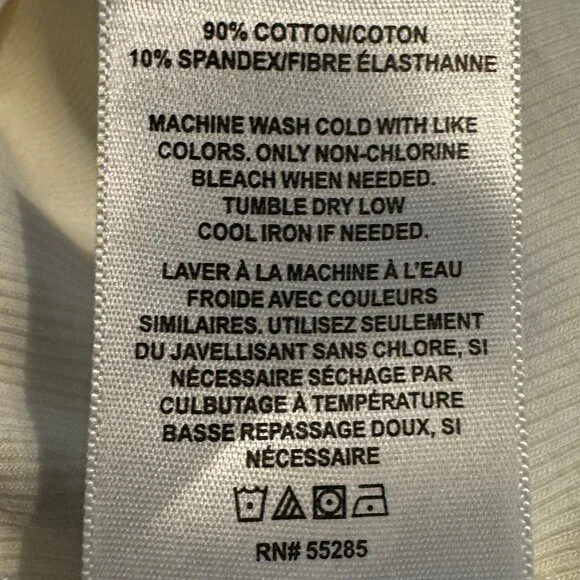 90% COTTON/COTON
10% SPANDEX/FIBRE ÉLASTHANNE
MACHINE WASH COLD WITH LIKE
COLORS. ONLY NON-CHLORINE
BLEACH WHEN NEEDED.
TUMBLE DRY LOW
COOL IRON IF NEEDED.
LAVER À LA MACHINE À L'EAU
FROIDE AVEC COULEURS
SIMILAIRES. UTILISEZ SEULEMENT
DU JAVELLISANT SANS CHLORE, SI
NÉCESSAIRE SÉCHAGE PAR
CULBUTAGE À TEMPÉRATURE
BASSE REPASSAGE DOUX, SI
NÉCESSAIRE
RN# 55285